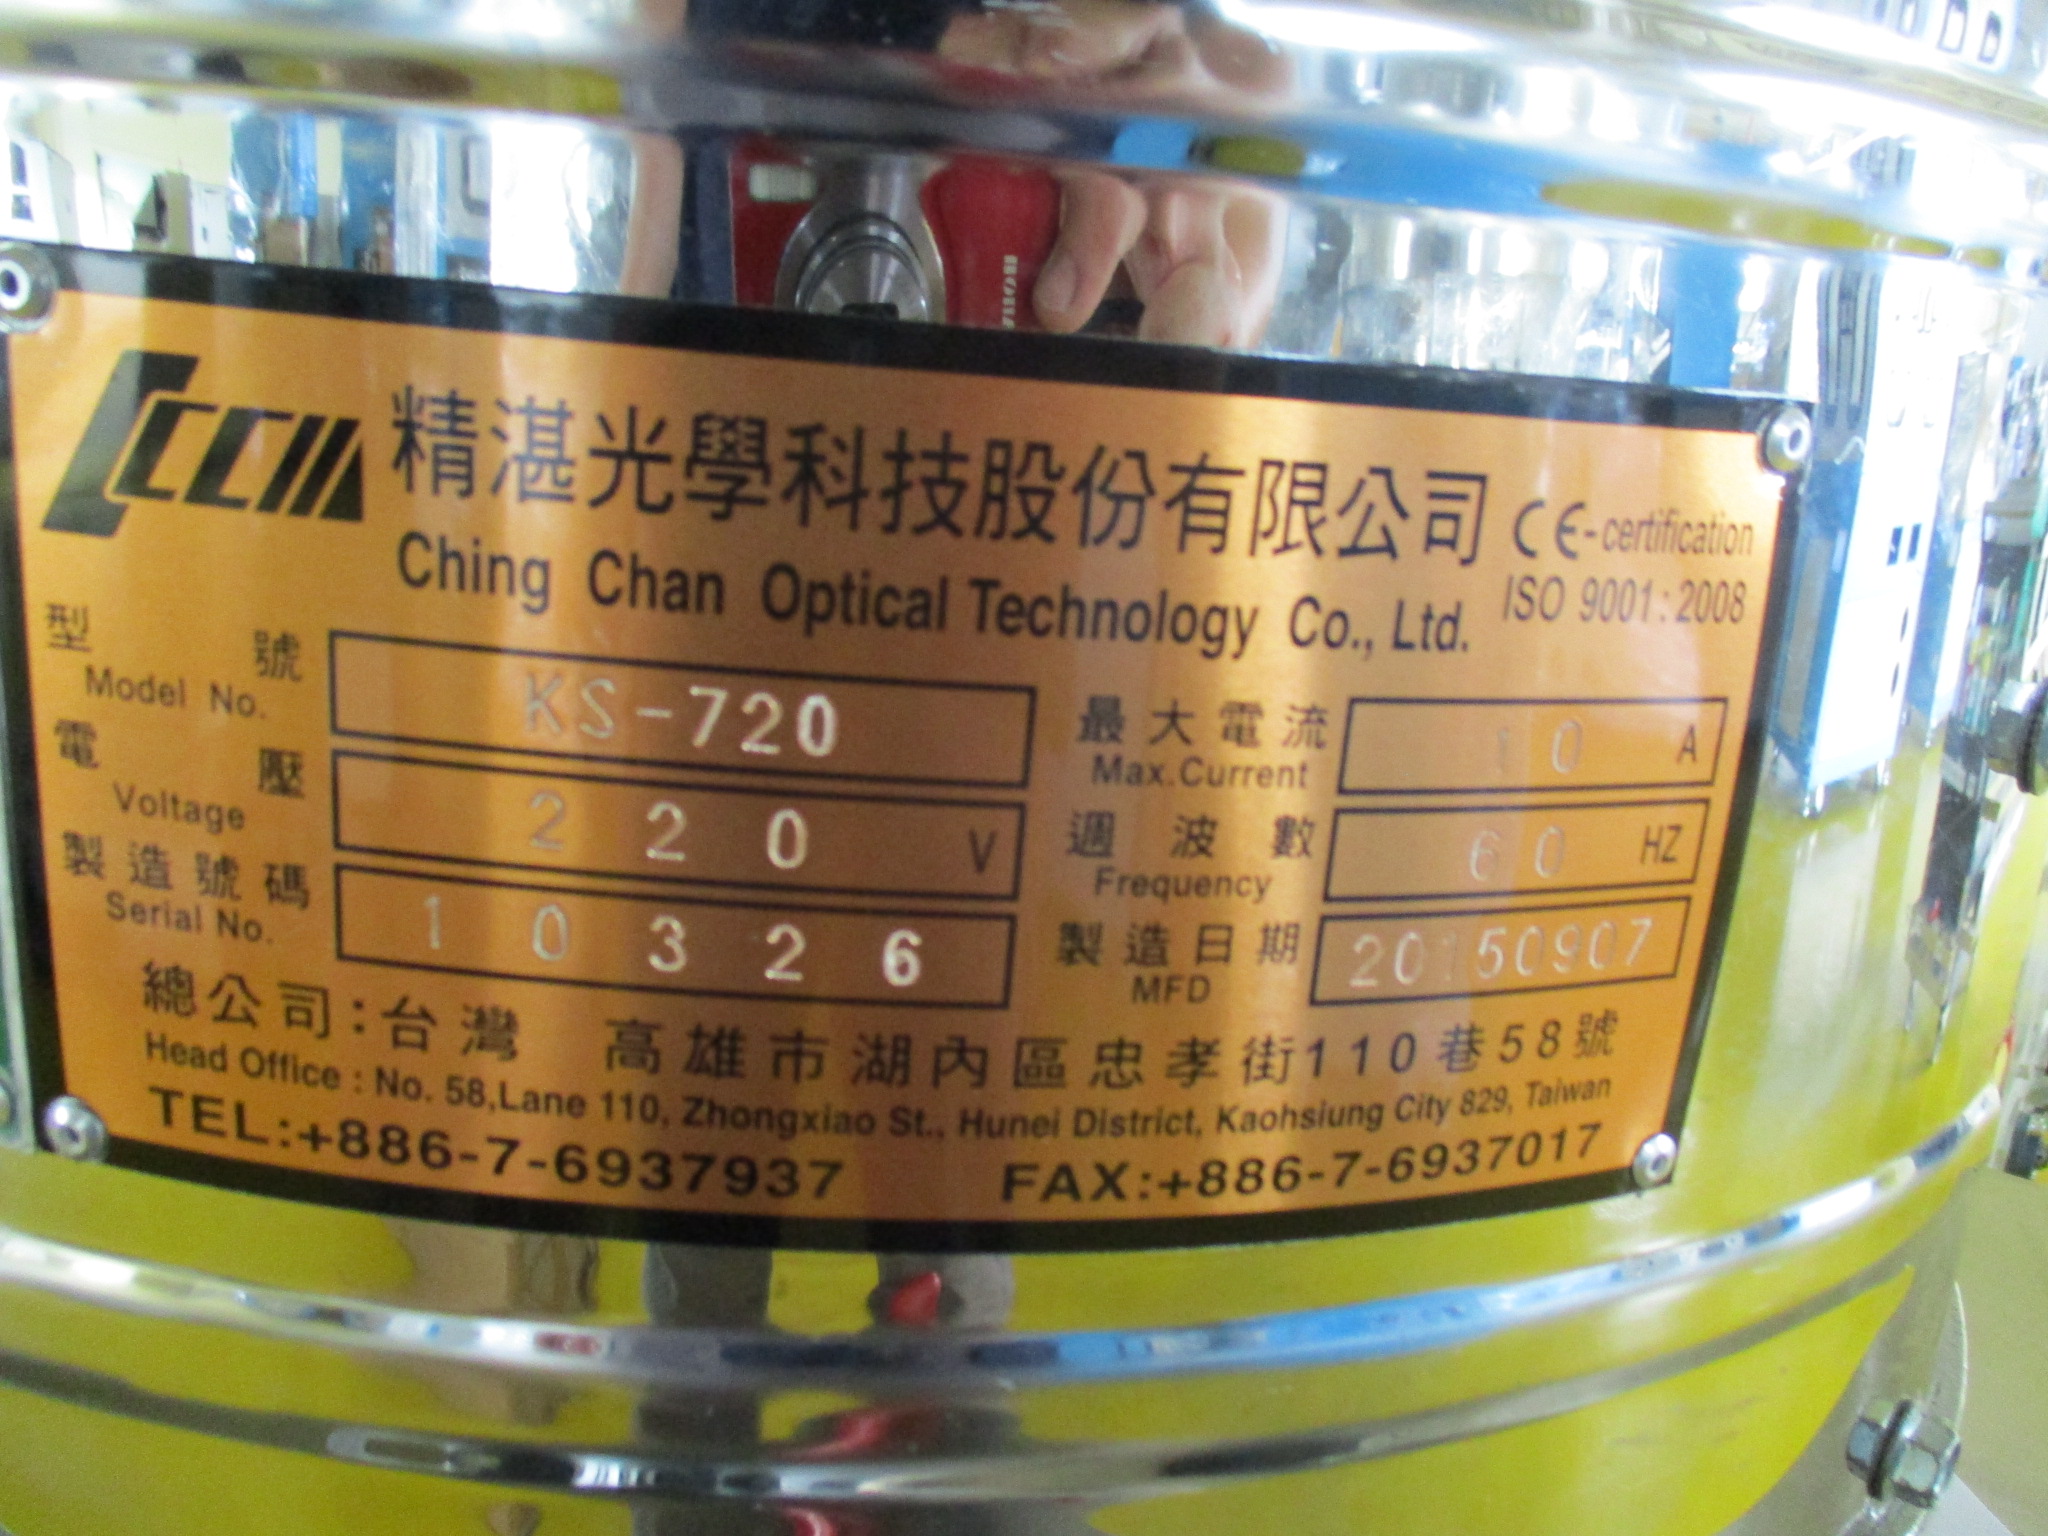 CCM 精湛光學科技股份有限公司 CE-certification
Ching Chan Optical Technology Co., Ltd. ISO 9001:2008
型號 KS-720 最大電流 10 A
Model No. Max.Current
電壓 220 V 週波數 60 HZ
Voltage Frequency
製造號碼 10326 製造日期 20150907
Serial No. MFD
總公司:台灣 高雄市湖內區忠孝街110巷58號
Head Office : No. 58,Lane 110, Zhongxiao St., Hunei District, Kaohsiung City 829, Taiwan
TEL:+886-7-6937937 FAX:+886-7-6937017